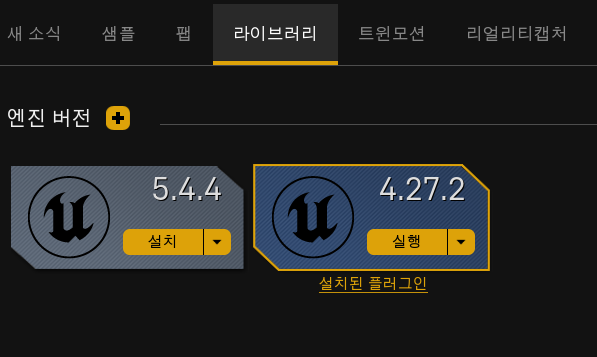 새 소식 샘플 팹 라이브러리 트윈모션 리얼리티캡처
엔진 버전
5.4.4
설치
4.27.2
실행
설치된 플러그인